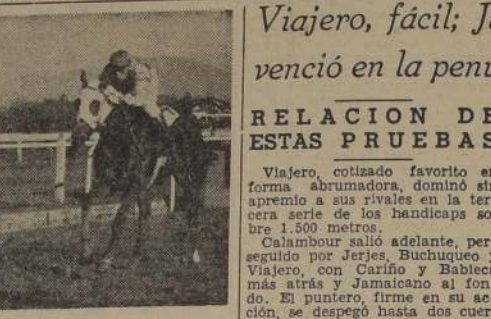 Viajero, fácil; Je
venció en la penu
RELACION DE
ESTAS PRUEBAS
Viajero, cotizado favorito en
forma abrumadora, dominó sin
apremio a sus rivales en la ter-
cera serie de los handicaps so-
bre 1.500 metros.
Calambour salió adelante, per-
seguido por Jerjes, Buchuqueo y
Viajero, con Cariño y Bableca
más atrás y Jamaicano al fon-
do. El puntero, firme en su ac-
ción, se despegó hasta dos cuer-